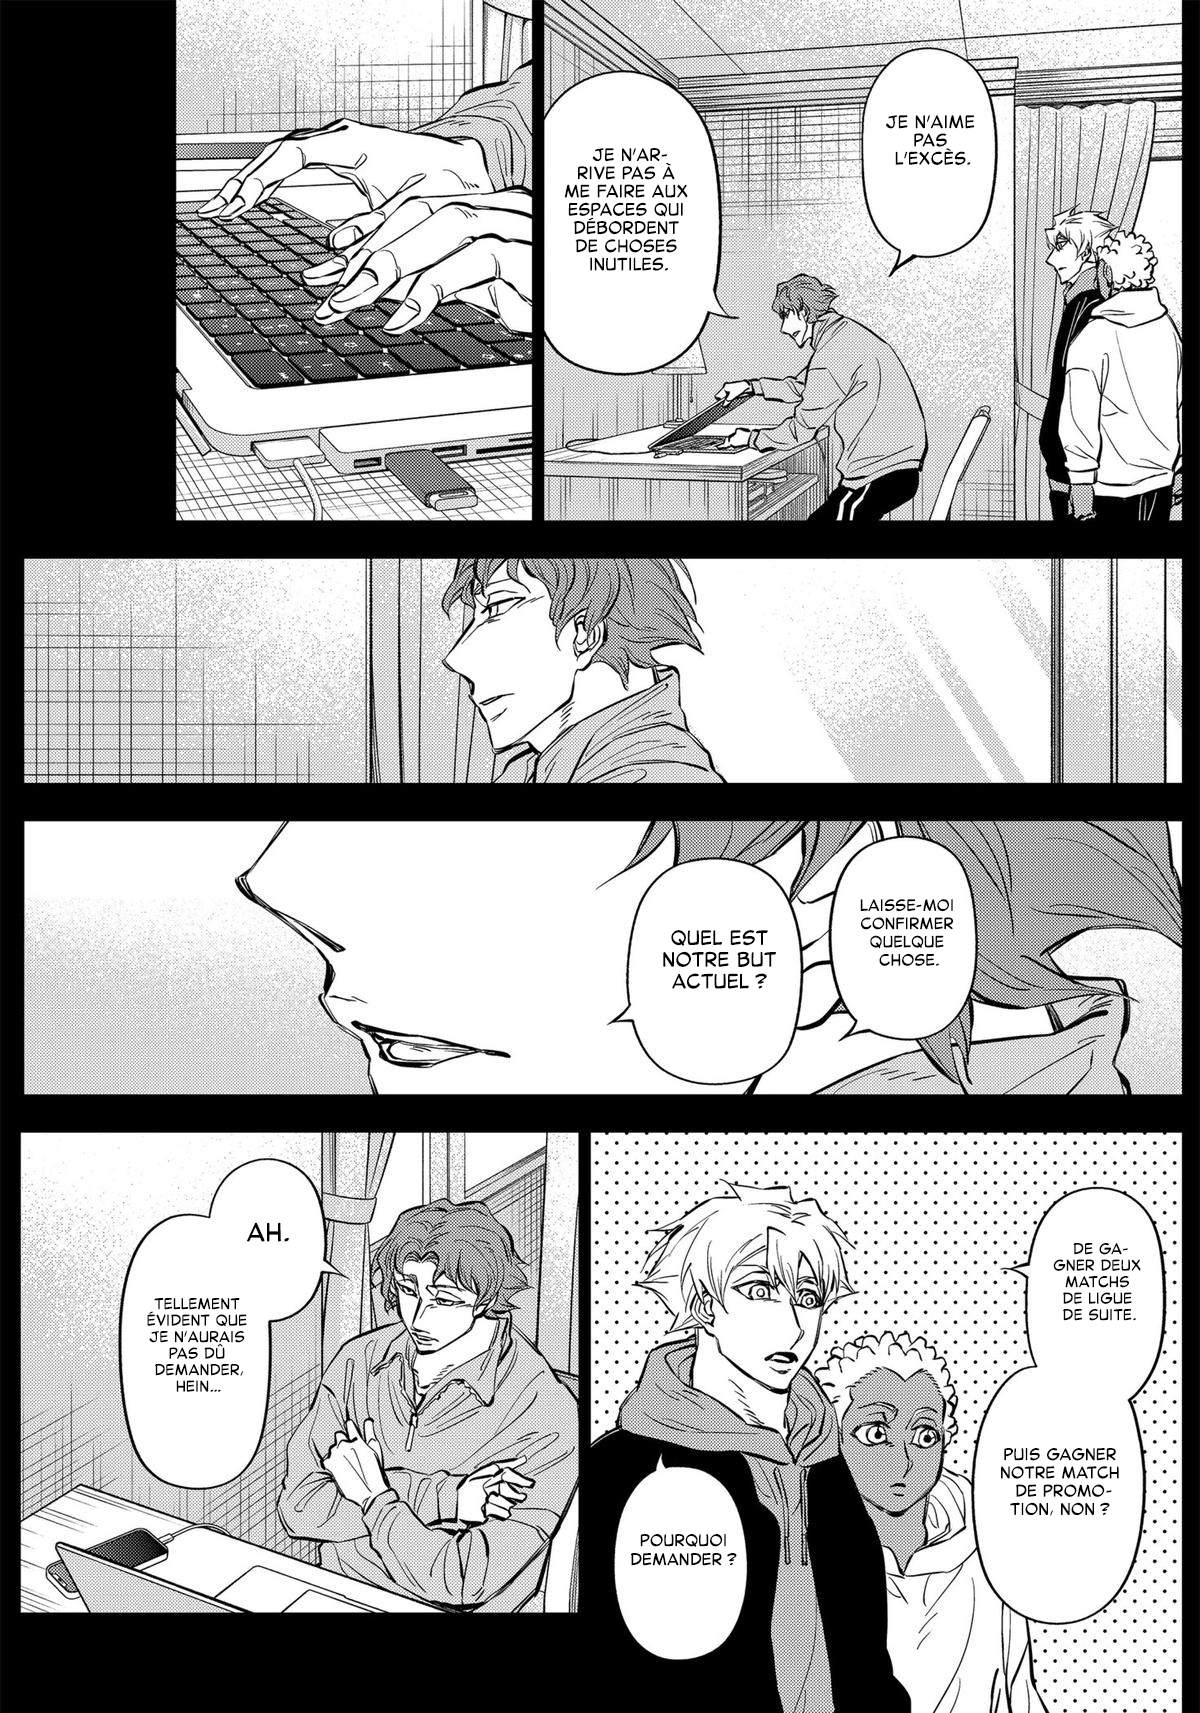 JE N'AIME
PAS
L'EXCÈS.
JE N'AR-
RIVE PAS À
ME FAIRE AUX
ESPACES QUI
DÉBORDENT
DE CHOSES
INUTILES.
LAISSE-MOI
CONFIRMER
QUELQUE
CHOSE.
QUEL EST
NOTRE BUT
ACTUEL ?
DE GA-
GNER DEUX
MATCHS
DE LIGUE
DE SUITE.
PUIS GAGNER
NOTRE MATCH
DE PROMO-
TION, NON ?
POURQUOI
DEMANDER ?
AH.
TELLEMENT
ÉVIDENT QUE
JE N'AURAIS
PAS DÛ
DEMANDER,
HEIN...